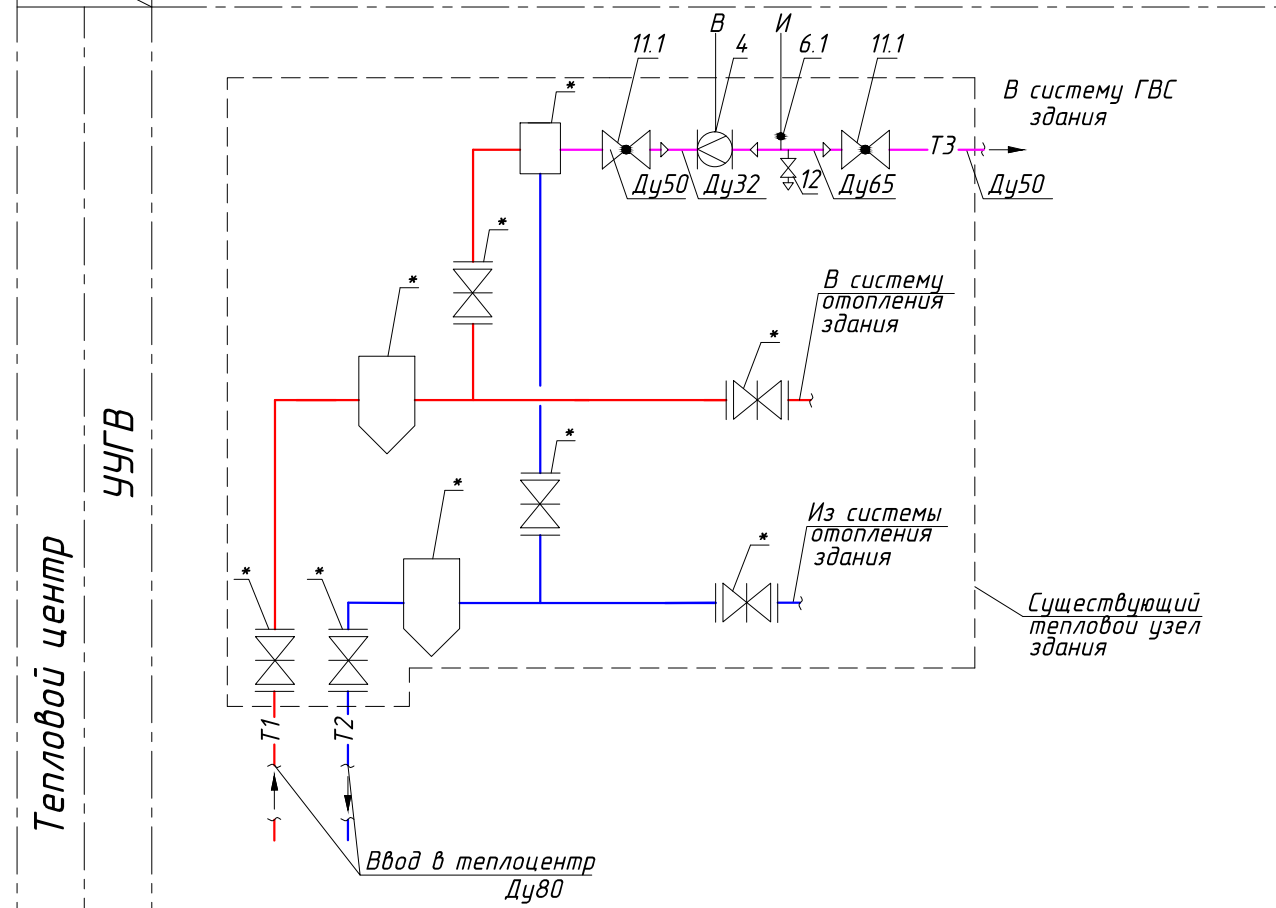 В
И
11.1
4
6.1
11.1
*
В систему ГВС
здания
Т3
Ду50
Ду32
12
Ду65
Ду50
*
*
В систему
отопления
здания
*
*
*
Из системы
отопления
здания
*
*
*
Существующий
тепловой узел
здания
Т1
Т2
Ввод в теплоцентр
Ду80
УУГВ
Тепловой центр